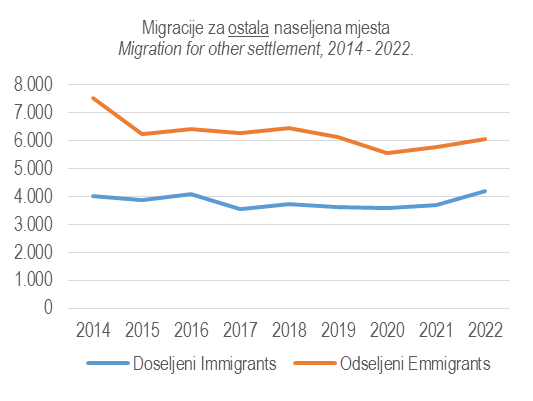 Migracije za ostala naseljena mjesta
Migration for other settlement, 2014 - 2022.
8.000
7.000
6.000
5.000
4.000
3.000
2.000
1.000
0
2014 2015 2016 2017 2018 2019 2020 2021 2022
Doseljeni Immigrants Odseljeni Emmigrants